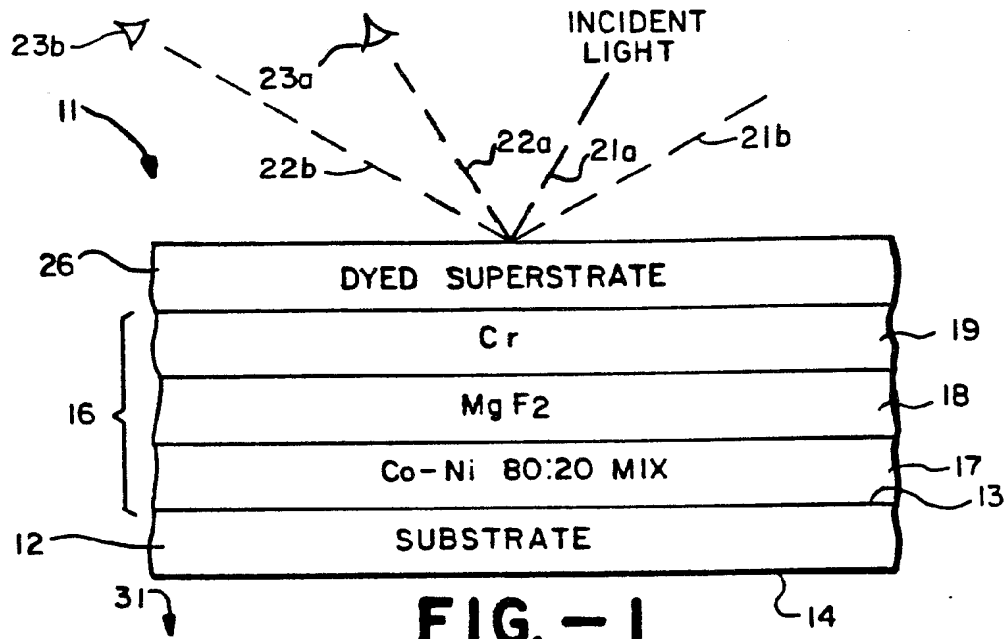 INCIDENT
LIGHT
23b
23a
11
22b
22a
21a
21b
26
DYED SUPERSTRATE
Cr
19
16
MgF2
18
Co-Ni 80:20 MIX
17
13
12
SUBSTRATE
31
14
FIG. - 1